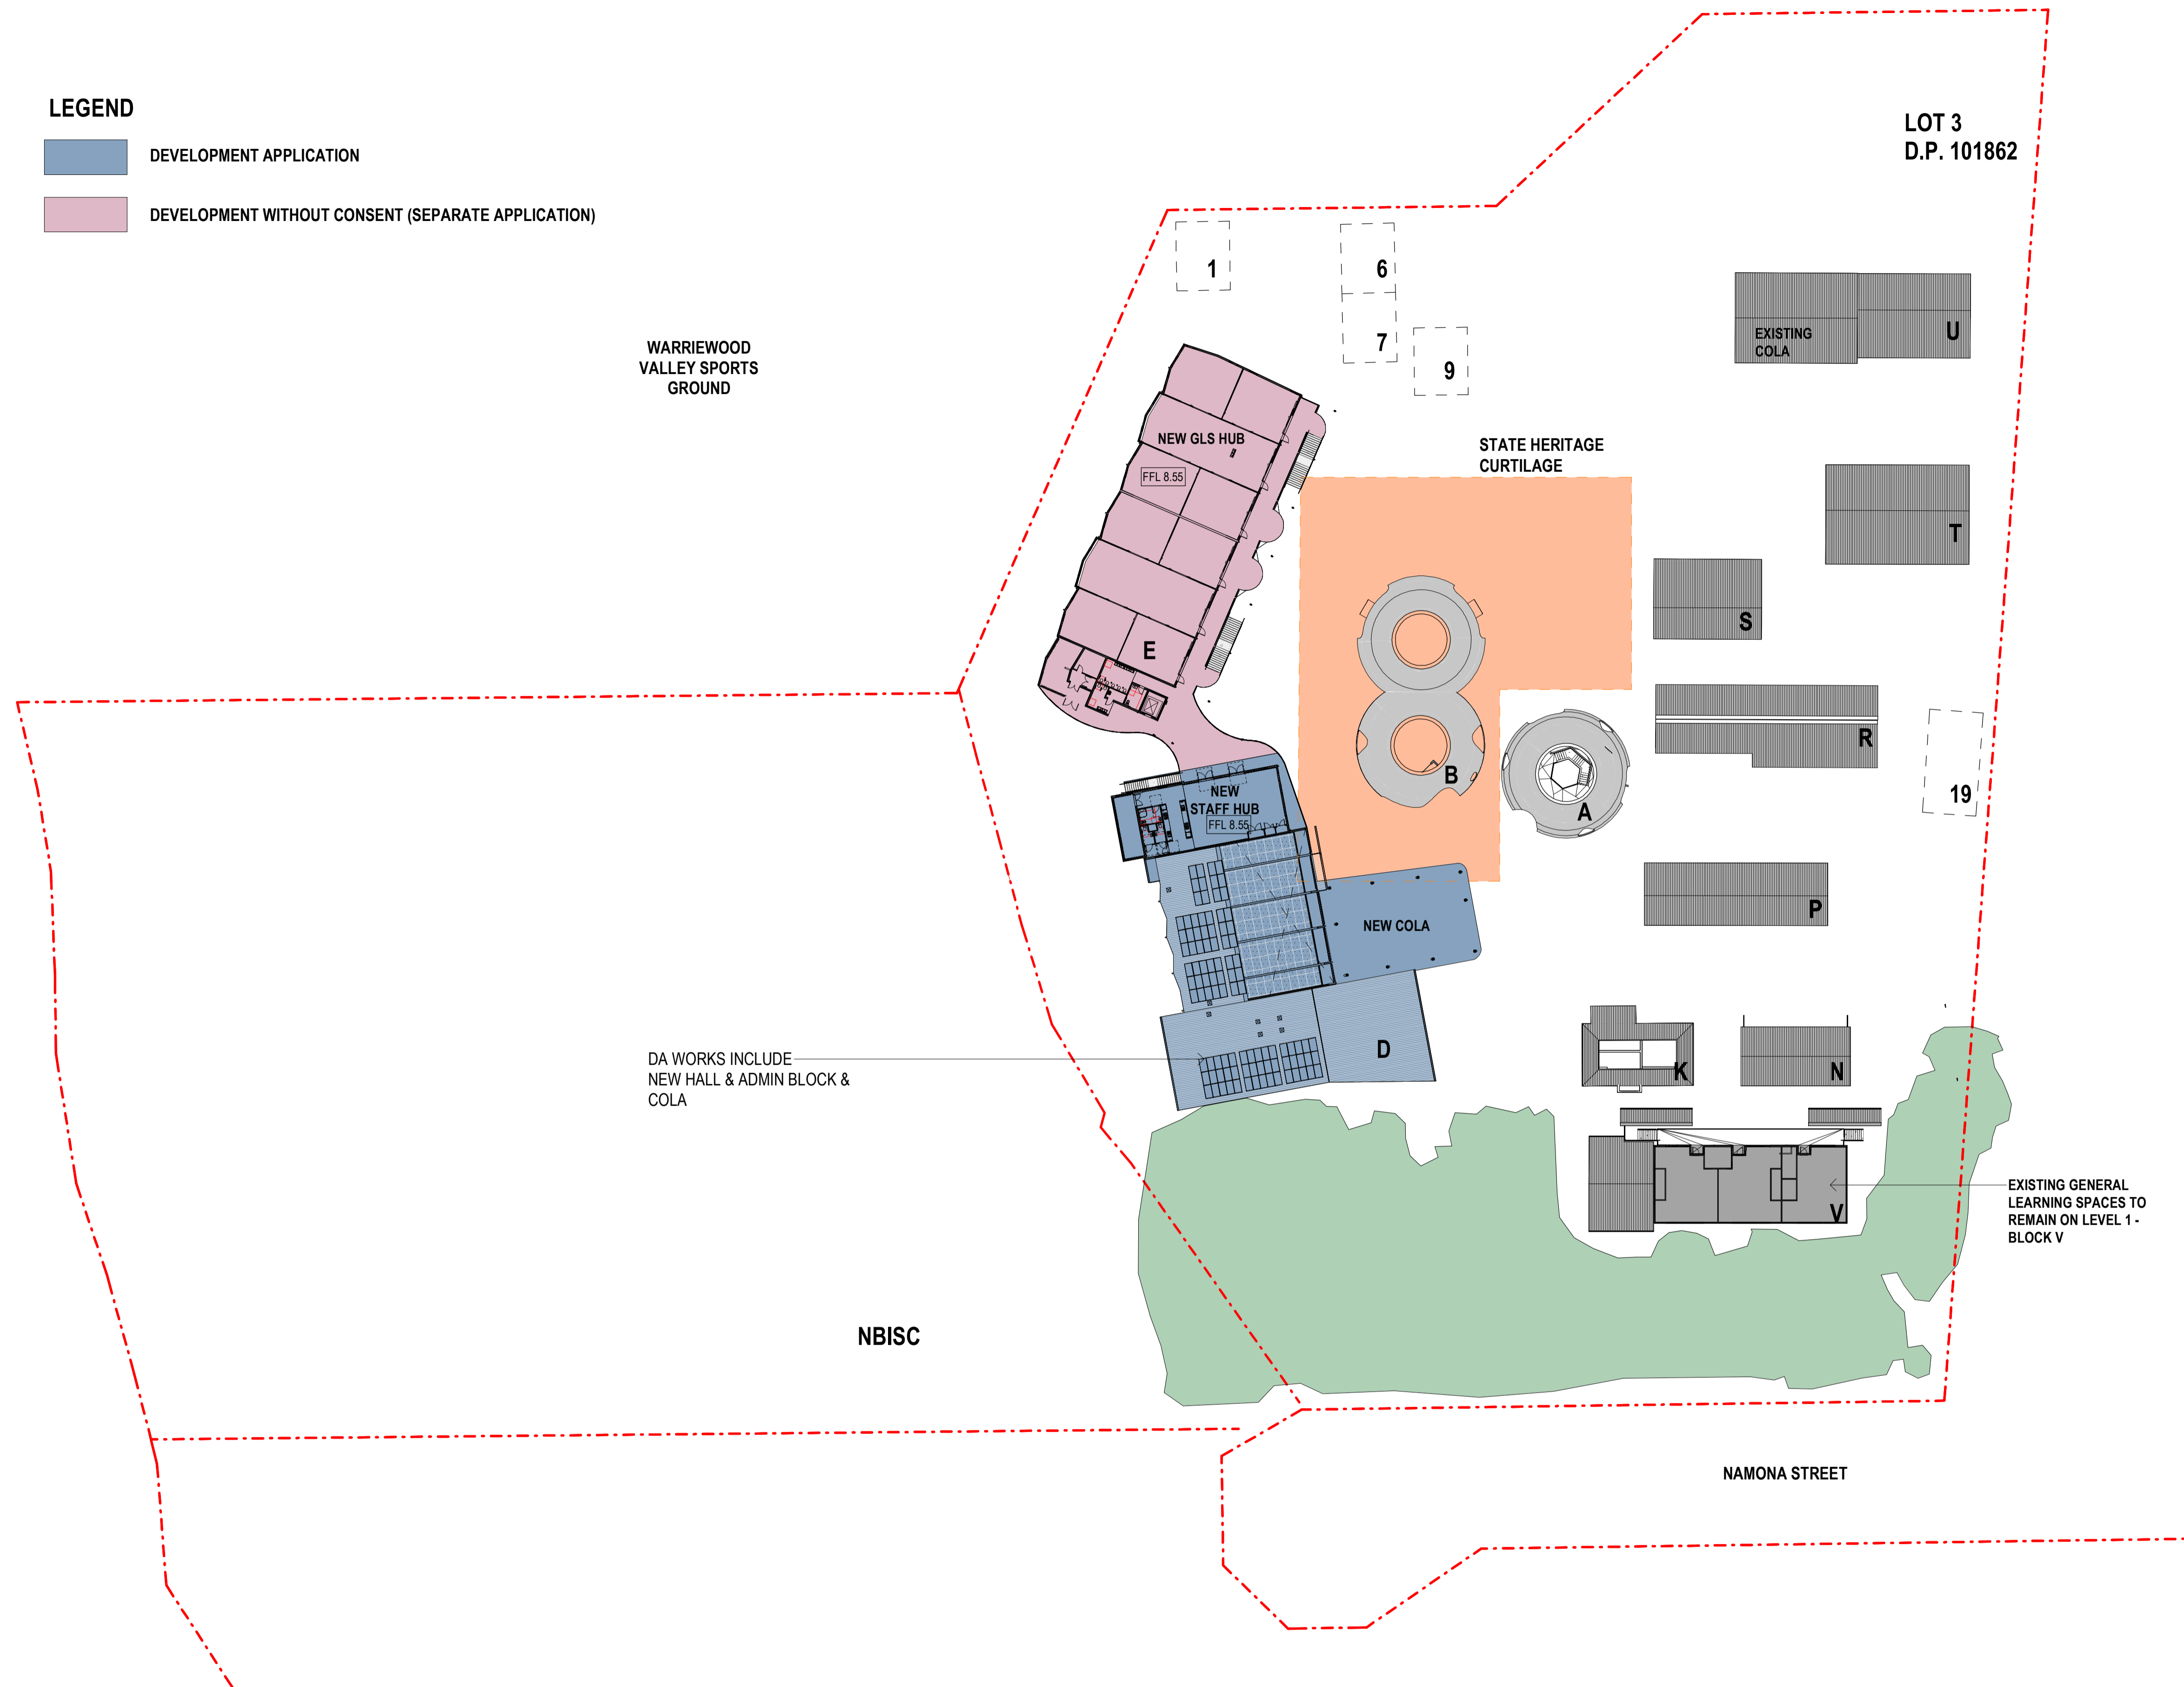 LEGEND
DEVELOPMENT APPLICATION
DEVELOPMENT WITHOUT CONSENT (SEPARATE APPLICATION)
LOT 3
D.P. 101862
1
6
7
9
WARRIEWOOD
VALLEY SPORTS
GROUND
EXISTING
COLA
U
NEW GLS HUB
FFL 8.55
STATE HERITAGE
CURTILAGE
T
S
E
R
B
A
19
NEW
STAFF HUB
FFL 8.55
P
NEW COLA
D
K
N
DA WORKS INCLUDE
NEW HALL & ADMIN BLOCK &
COLA
V
EXISTING GENERAL
LEARNING SPACES TO
REMAIN ON LEVEL 1 -
BLOCK V
NBISC
NAMONA STREET